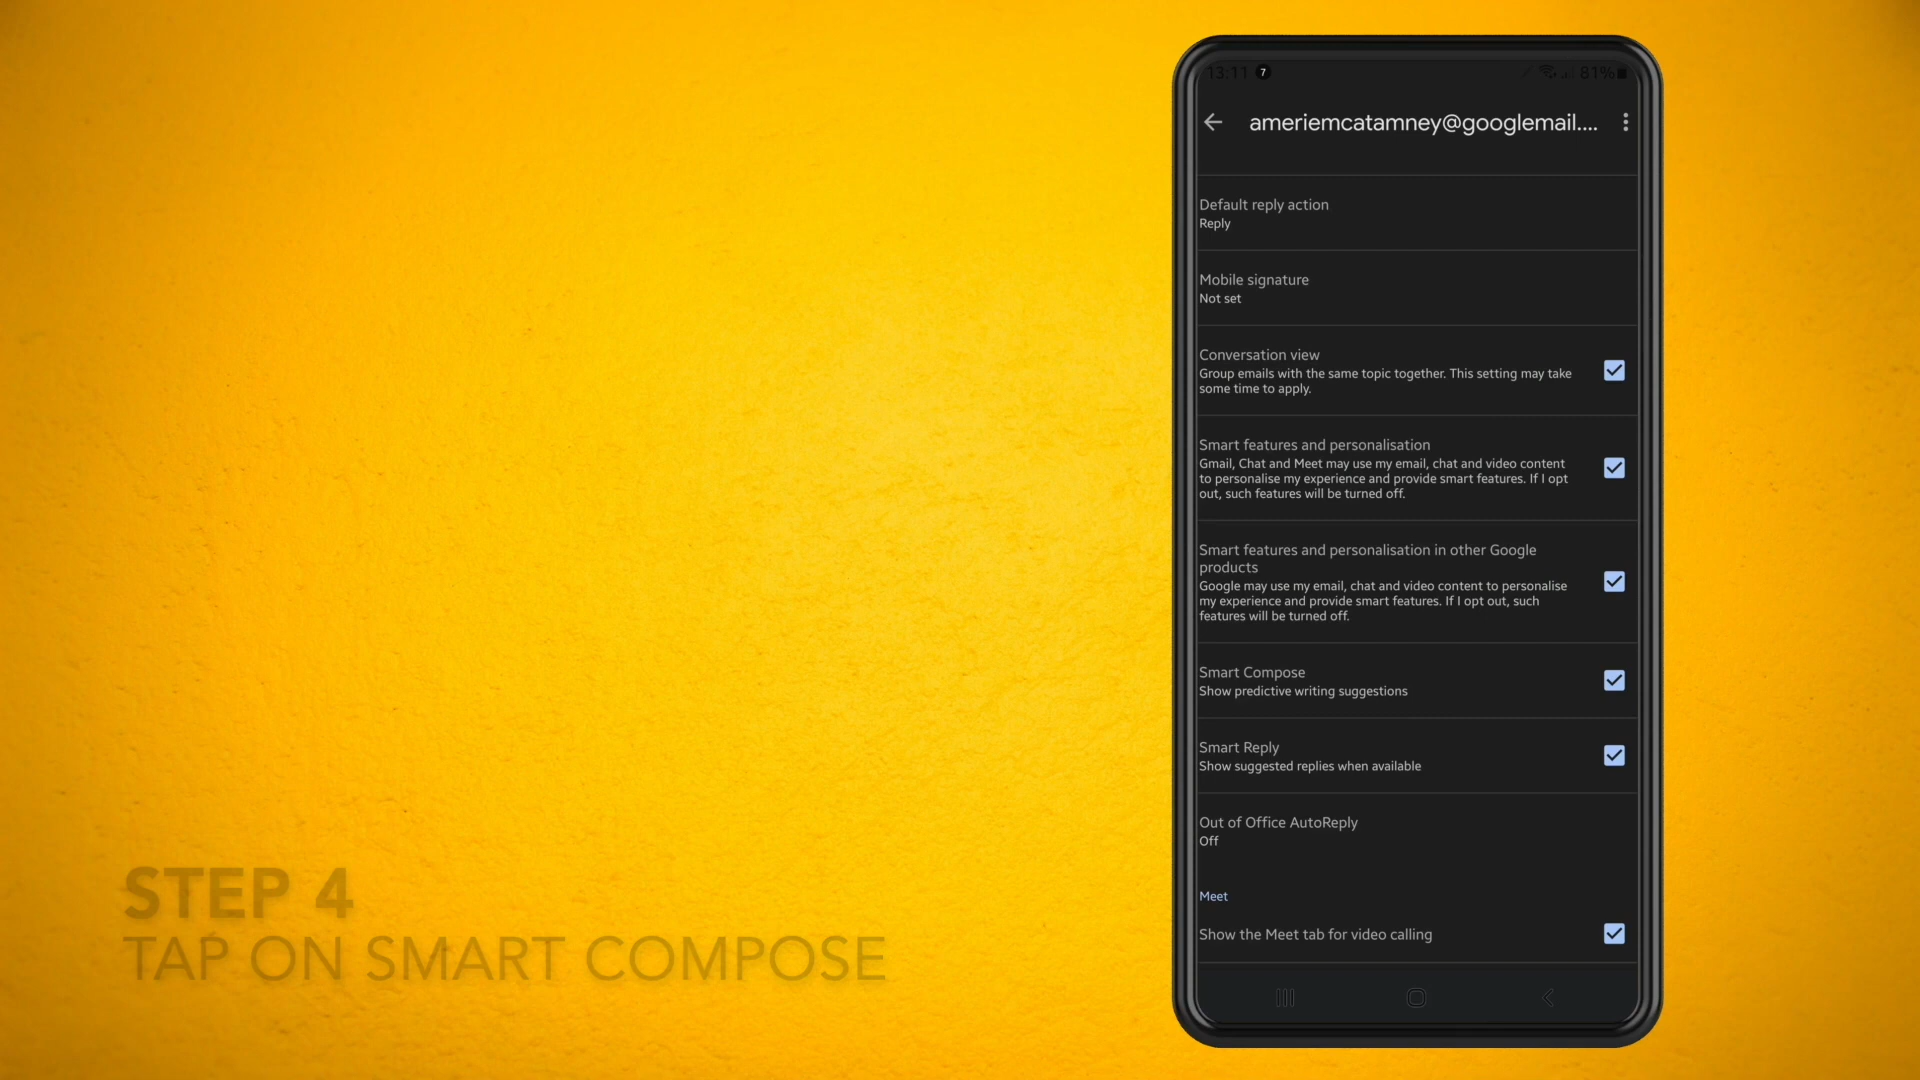 13:11 7
81%
ameriemcatamney@googlemail....
Default reply action
Reply
Mobile signature
Not set
Conversation view
Group emails with the same topic together. This setting may take
some time to apply.
Smart features and personalisation
Gmail, Chat and Meet may use my email, chat and video content
to personalise my experience and provide smart features. If I opt
out, such features will be turned off.
Smart features and personalisation in other Google
products
Google may use my email, chat and video content to personalise
my experience and provide smart features. If I opt out, such
features will be turned off.
Smart Compose
Show predictive writing suggestions
Smart Reply
Show suggested replies when available
Out of Office AutoReply
Off
Meet
Show the Meet tab for video calling
STEP 4
TAP ON SMART COMPOSE